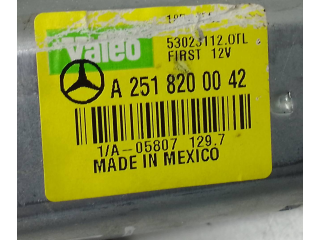 Valeo
53023112.OTL
FIRST 12V
A 251 820 00 42
1/A-05807 129.7
MADE IN MEXICO